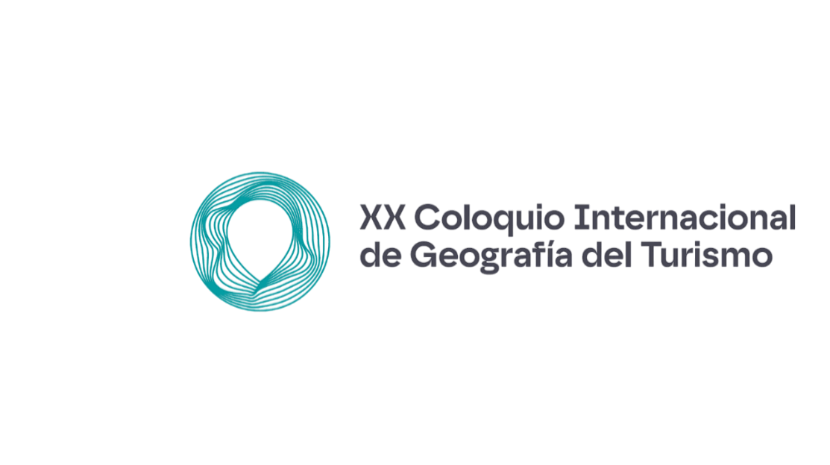 XX Coloquio Internacional
de Geografía del Turismo